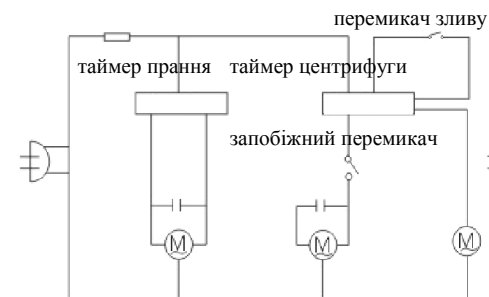 перемикач зливу
таймер прання
таймер центрифуги
запобіжний перемикач
M
M
M